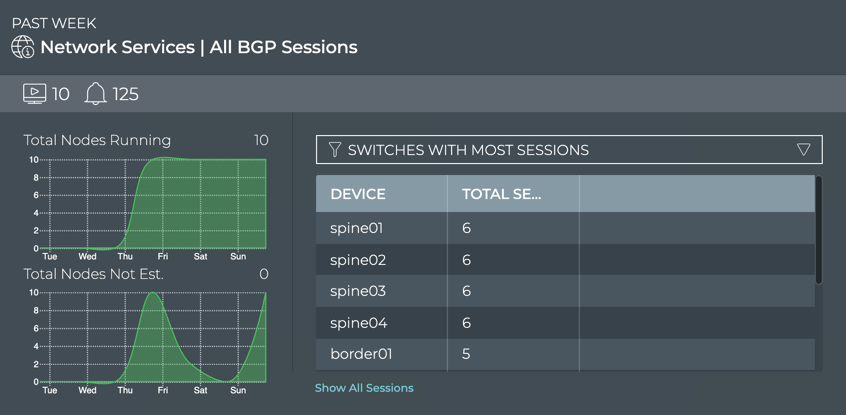 PAST WEEK
Network Services | All BGP Sessions
10 125
Total Nodes Running 10
10
8
6
4
2
0
Tue Wed Thu Fri Sat Sun
Total Nodes Not Est. 0
10
8
6
4
2
0
Tue Wed Thu Fri Sat Sun
SWITCHES WITH MOST SESSIONS
DEVICE TOTAL SE...
spine01 6
spine02 6
spine03 6
spine04 6
border01 5
Show All Sessions